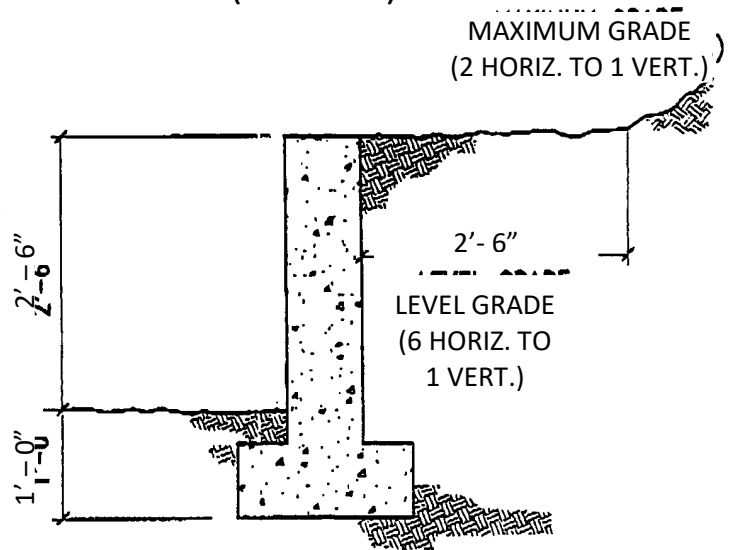 MAXIMUM GRADE
(2 HORIZ. TO 1 VERT.)
2’ – 6”
2’- 6”
LEVEL GRADE
(6 HORIZ. TO
1 VERT.)
1’ – 0”